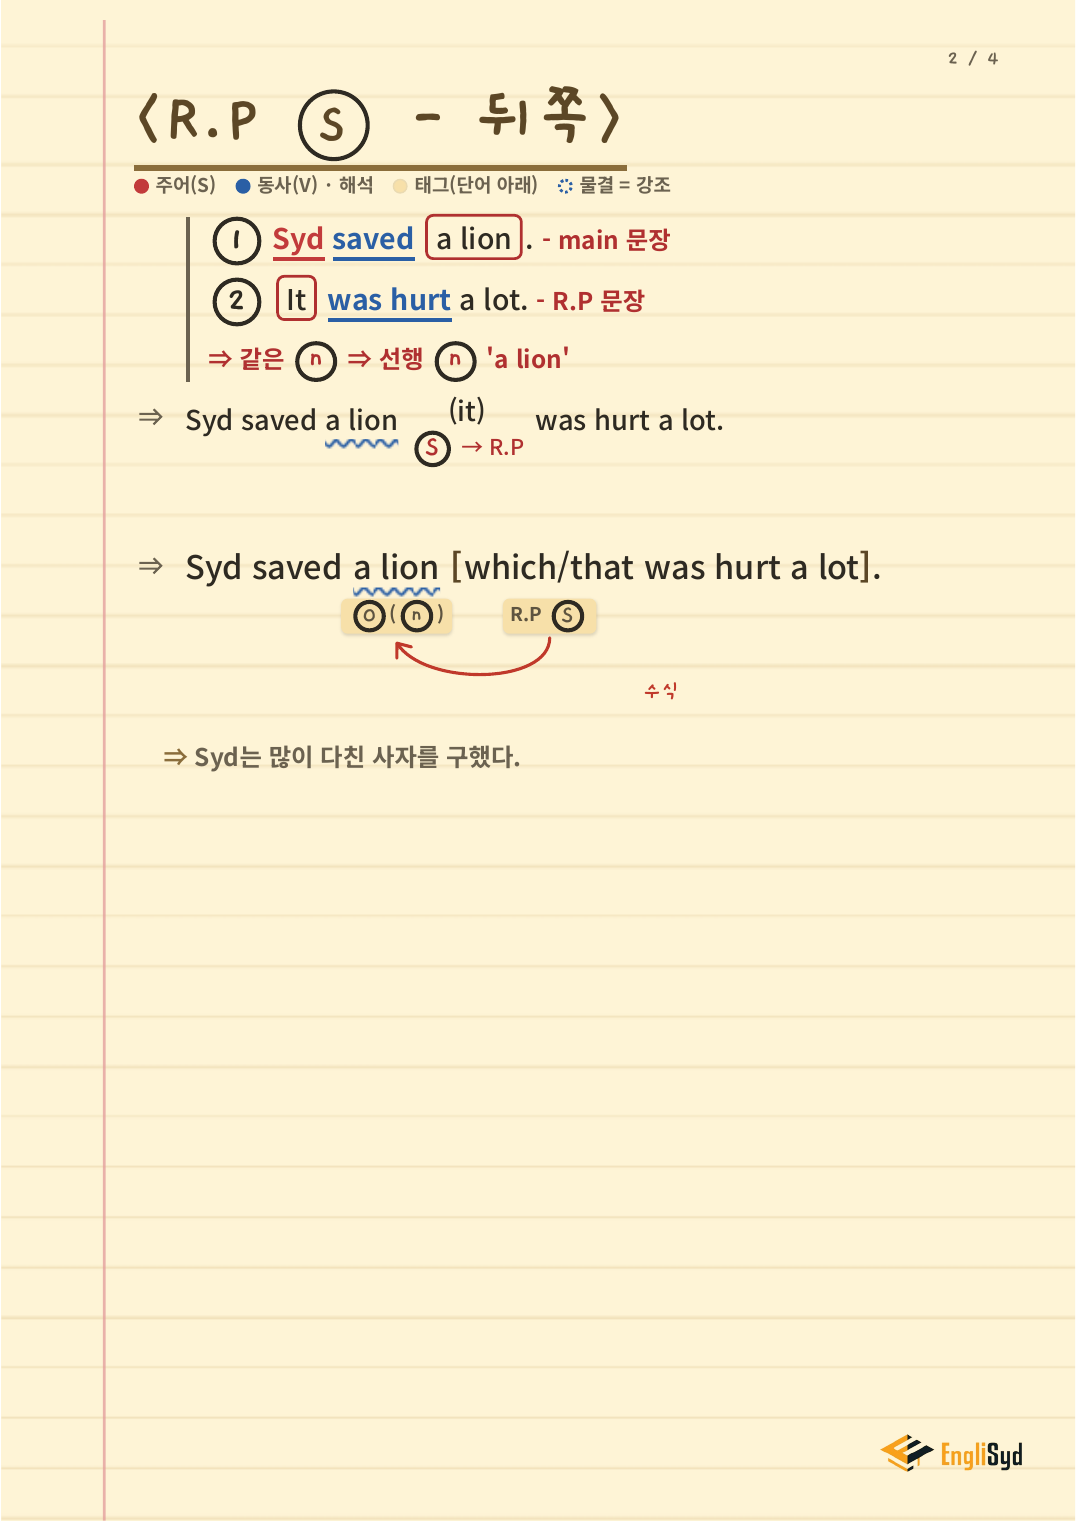 2 / 4
<R.P Ⓢ - 뒤쪽>
주어(S) 동사(V) · 해석 태그(단어 아래) 물결 = 강조
① Syd saved a lion . - main 문장
② It was hurt a lot. - R.P 문장
⇒ 같은 ⓝ ⇒ 선행 ⓝ 'a lion'
⇒ Syd saved a lion (it) was hurt a lot.
Ⓢ → R.P
⇒ Syd saved a lion [which/that was hurt a lot].
Ⓞ(ⓝ) R.P Ⓢ
수식
⇒ Syd는 많이 다친 사자를 구했다.
EngliSyd